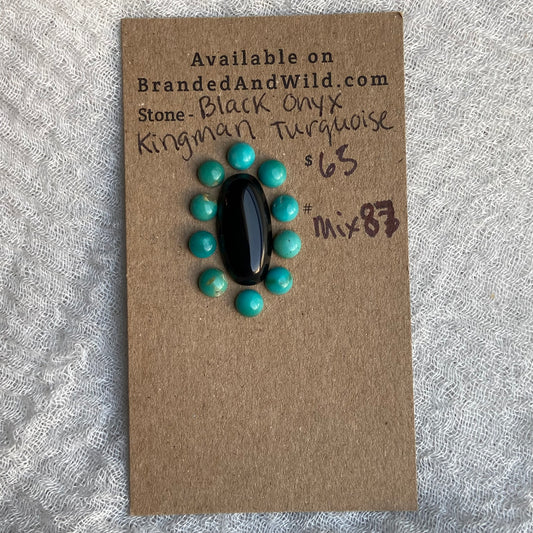 Available on
BrandedAndWild.com
Stone - Black Onyx
Kingman Turquoise
$65
#
Mix87